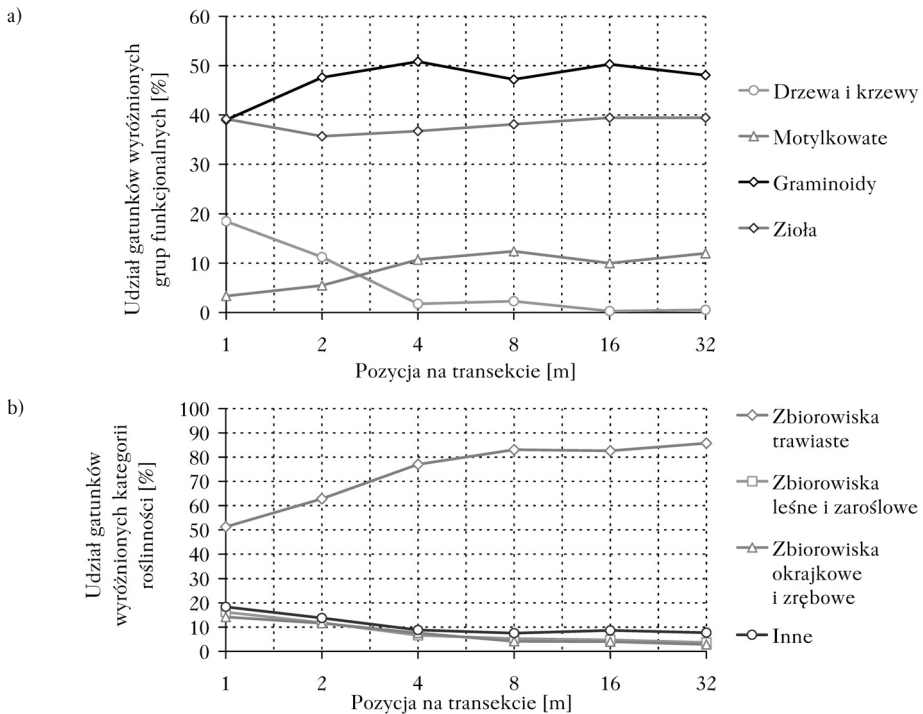 a)
Udział gatunków wyróżnionych
grup funkcjonalnych [%]
60
50
40
30
20
10
0
1 2 4 8 16 32
Pozycja na transekcie [m]
Drzewa i krzewy
Motylkowate
Graminoidy
Zioła
b)
Udział gatunków
wyróżnionych kategorii
roślinności [%]
100
90
80
70
60
50
40
30
20
10
0
1 2 4 8 16 32
Pozycja na transekcie [m]
Zbiorowiska
trawiaste
Zbiorowiska
leśne i zaroślowe
Zbiorowiska
okrajkowe
i zrębowe
Inne